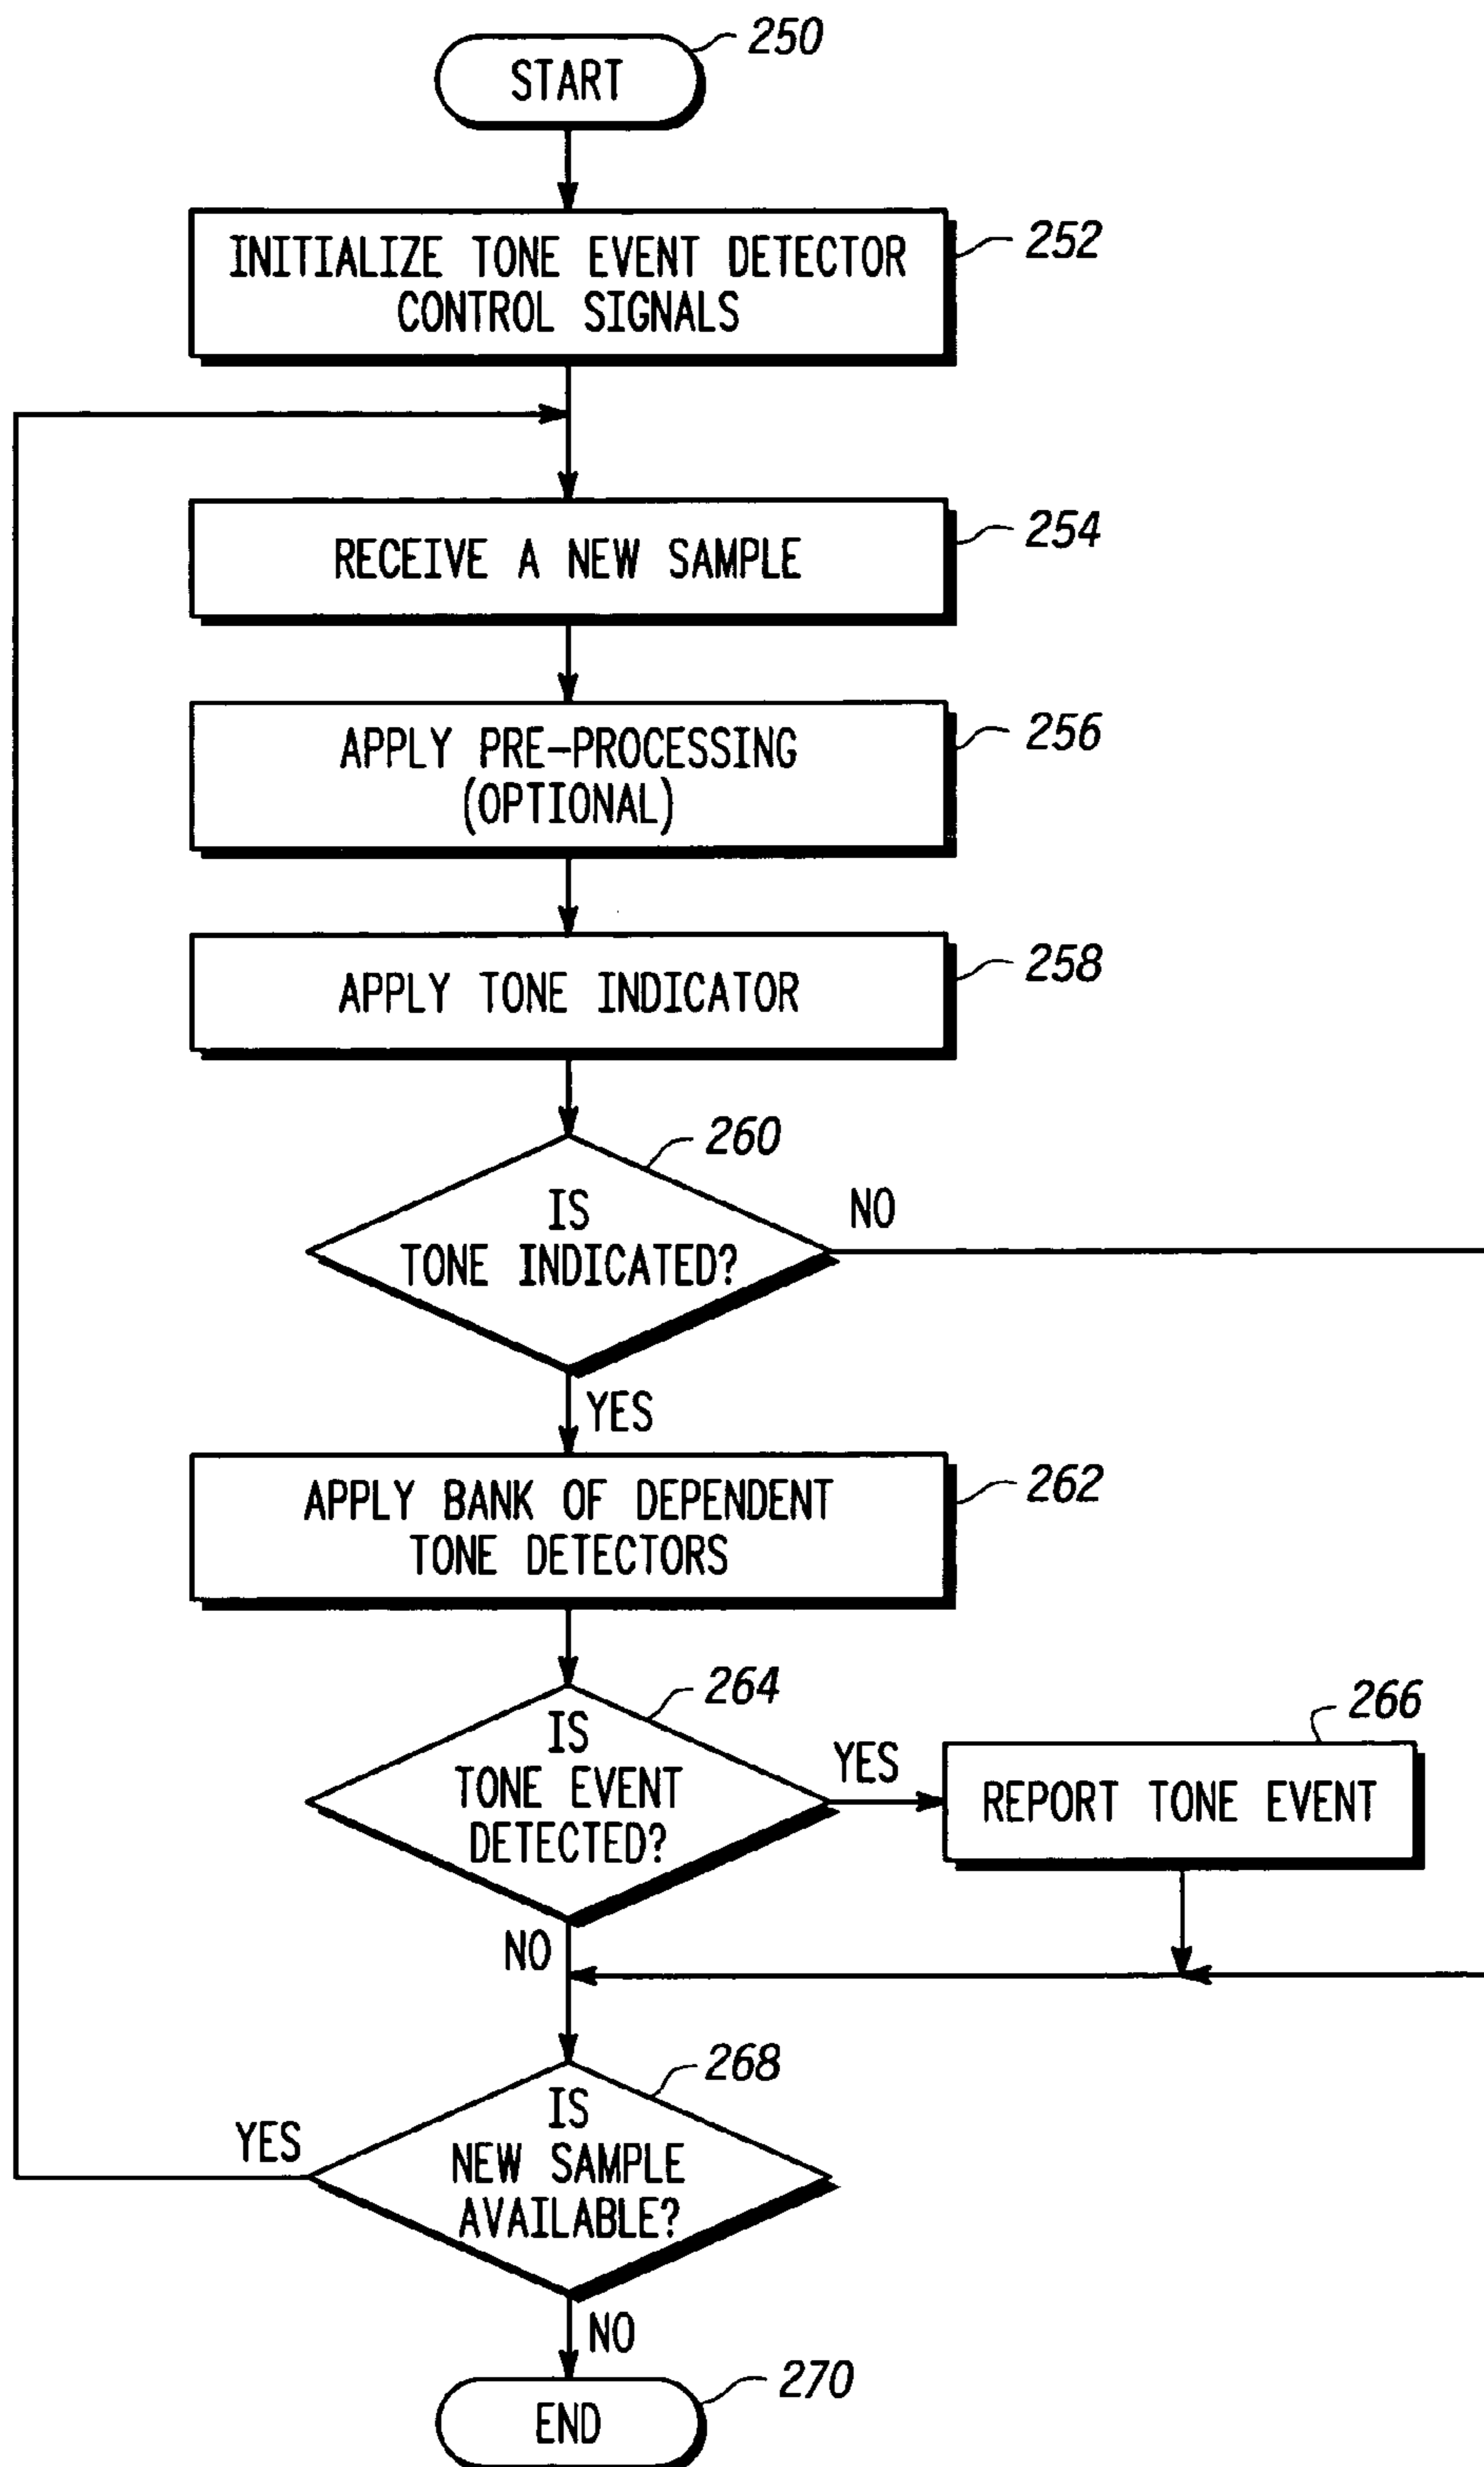 250
START
252
INITIALIZE TONE EVENT DETECTOR
CONTROL SIGNALS
254
RECEIVE A NEW SAMPLE
256
APPLY PRE-PROCESSING
(OPTIONAL)
258
APPLY TONE INDICATOR
260
IS
TONE INDICATED?
NO
YES
262
APPLY BANK OF DEPENDENT
TONE DETECTORS
264
IS
TONE EVENT
DETECTED?
YES
266
REPORT TONE EVENT
NO
268
IS
NEW SAMPLE
AVAILABLE?
YES
NO
270
END